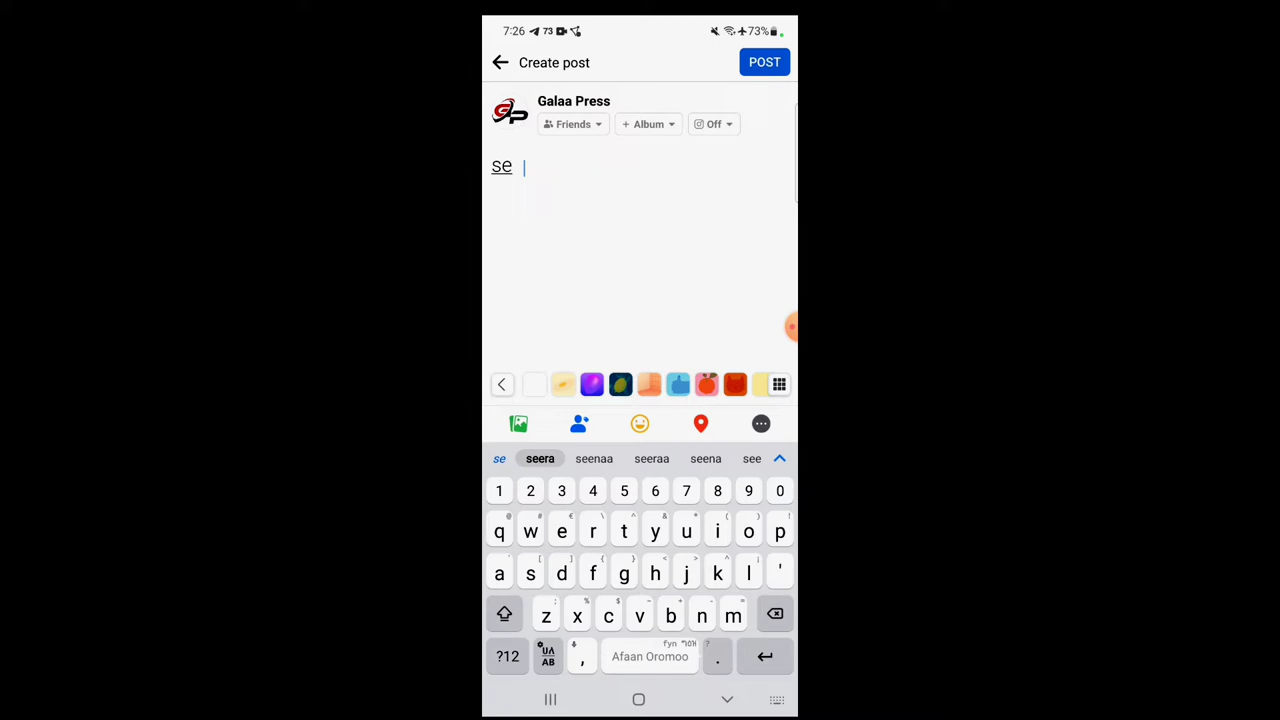 7:26 73 73%
Create post POST
GP
Galaa Press
Friends + Album Off
se
se seera seenaa seeraa seena see
1 2 3 4 5 6 7 8 9 0
q w e r t y u i o p
a s d f g h j k l '
z x c v b n m
?12 , Afaan Oromoo .